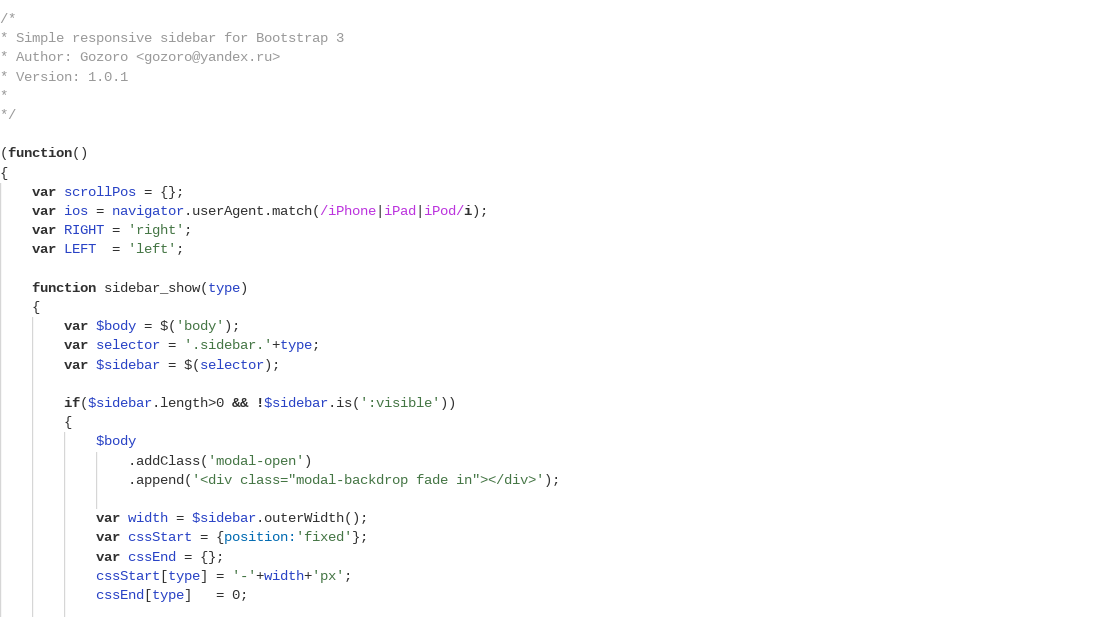 /*
* Simple responsive sidebar for Bootstrap 3
* Author: Gozoro <gozoro@yandex.ru>
* Version: 1.0.1
*
*/
(function()
{
    var scrollPos = {};
    var ios = navigator.userAgent.match(/iPhone|iPad|iPod/i);
    var RIGHT = 'right';
    var LEFT  = 'left';
    function sidebar_show(type)
    {
        var $body = $('body');
        var selector = '.sidebar.'+type;
        var $sidebar = $(selector);
        if($sidebar.length>0 && !$sidebar.is(':visible'))
        {
            $body
                .addClass('modal-open')
                .append('<div class="modal-backdrop fade in"></div>');
            var width = $sidebar.outerWidth();
            var cssStart = {position:'fixed'};
            var cssEnd = {};
            cssStart[type] = '-'+width+'px';
            cssEnd[type]   = 0;